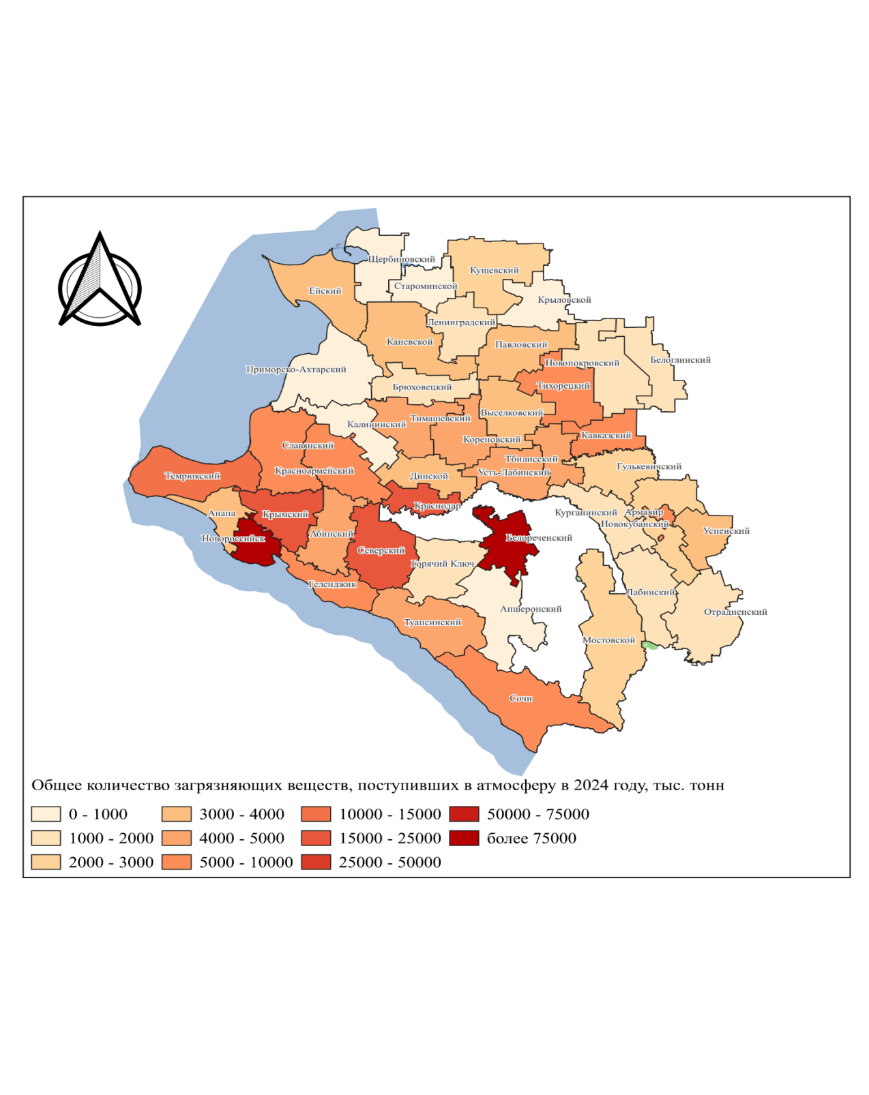 Щербиновский
Староминской
Кущевский
Ейский
Крыловской
Ленинградский
Каневской
Павловский
Белоглинский
Новопокровский
Приморско-Ахтарский
Брюховецкий
Тихорецкий
Тимашевский
Выселковский
Калининский
Кореновский
Кавказский
Славянский
Тбилисский
Гулькевичский
Темрюкский
Красноармейский
Динской
Усть-Лабинский
Краснодар
Анапа
Крымский
Курганинский
Армавир
Новокубанский
Успенский
Новороссийск
Абинский
Белореченский
Северский
Горячий Ключ
Геленджик
Лабинский
Апшеронский
Отрадненский
Туапсинский
Мостовской
Сочи
Общее количество загрязняющих веществ, поступивших в атмосферу в 2024 году, тыс. тонн
0 - 1000
1000 - 2000
2000 - 3000
3000 - 4000
4000 - 5000
5000 - 10000
10000 - 15000
15000 - 25000
25000 - 50000
50000 - 75000
более 75000